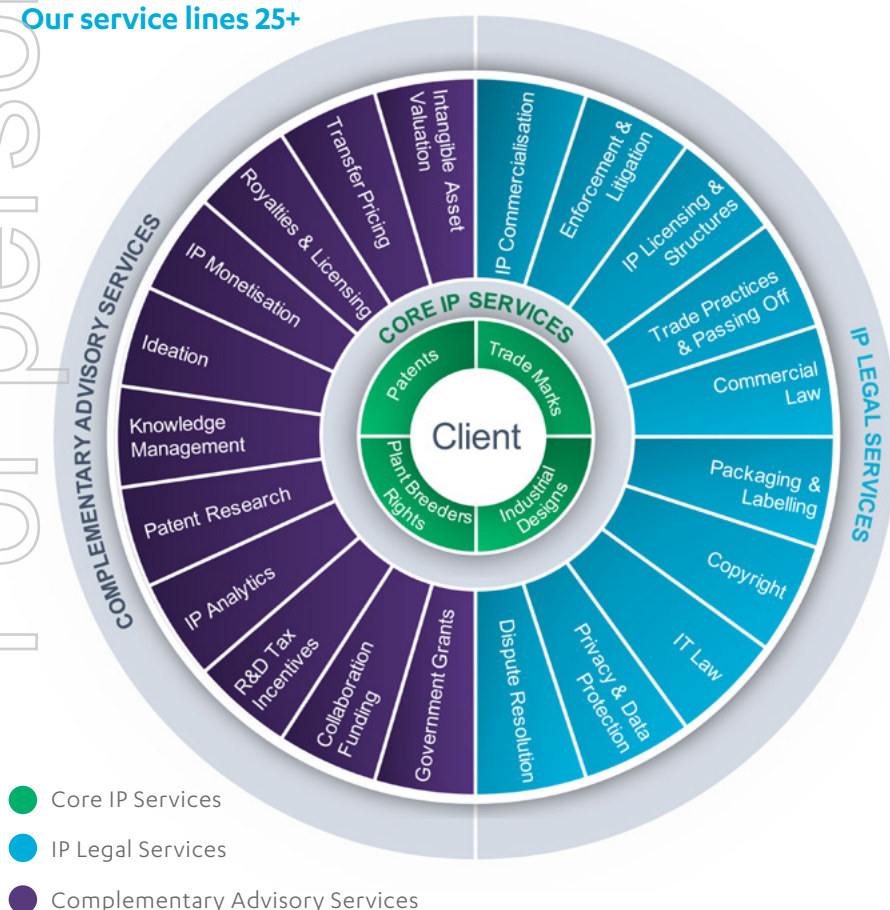 Our service lines 25+
COMPLEMENTARY ADVISORY SERVICES
IP LEGAL SERVICES
CORE IP SERVICES
Client
Patents
Trade Marks
Industrial
Designs
Plant Breeders
Rights
IP Commercialisation
Enforcement &
Litigation
IP Licensing &
Structures
Trade Practices
& Passing Off
Commercial
Law
Packaging &
Labelling
Copyright
IT Law
Privacy & Data
Protection
Dispute Resolution
Government Grants
Collaboration
Funding
R&D Tax
Incentives
IP Analytics
Patent Research
Knowledge
Management
Ideation
IP Monetisation
Royalties & Licensing
Transfer Pricing
Intangible Asset
Valuation
Core IP Services
IP Legal Services
Complementary Advisory Services